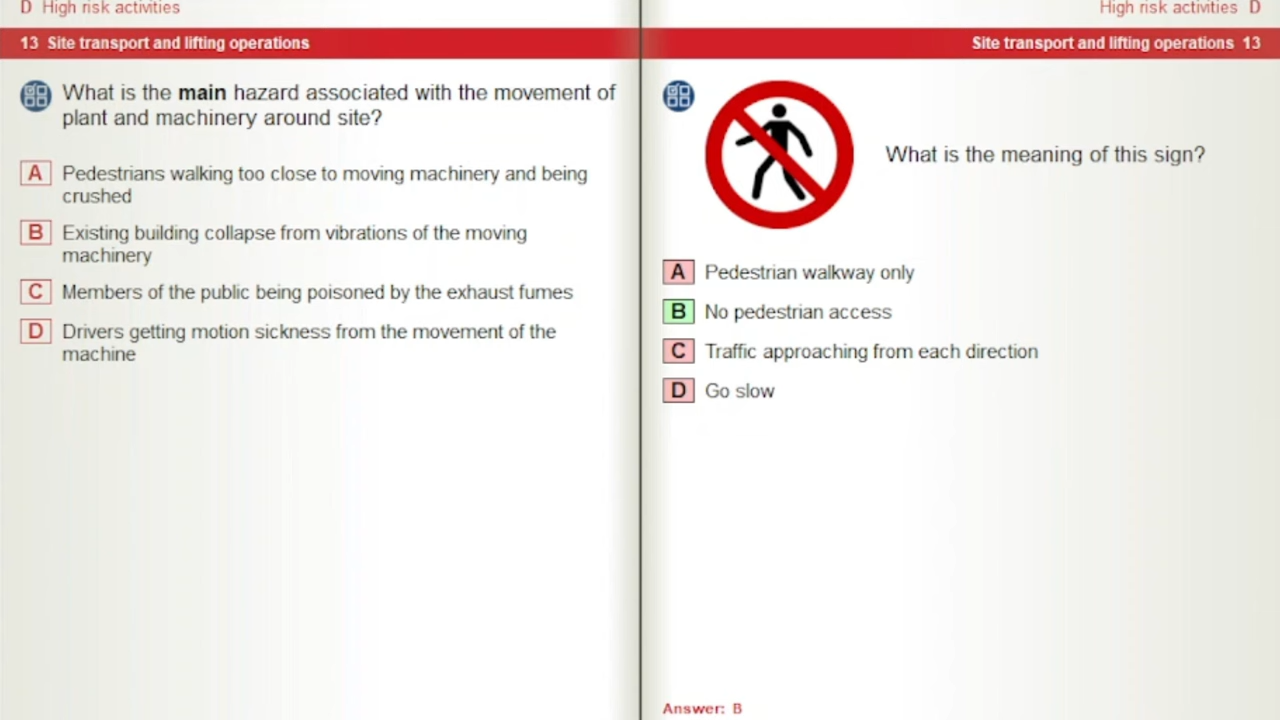 D High risk activities
13 Site transport and lifting operations
What is the main hazard associated with the movement of
plant and machinery around site?
A Pedestrians walking too close to moving machinery and being
crushed
B Existing building collapse from vibrations of the moving
machinery
C Members of the public being poisoned by the exhaust fumes
D Drivers getting motion sickness from the movement of the
machine
High risk activities D
Site transport and lifting operations 13
What is the meaning of this sign?
A Pedestrian walkway only
B No pedestrian access
C Traffic approaching from each direction
D Go slow
Answer: B